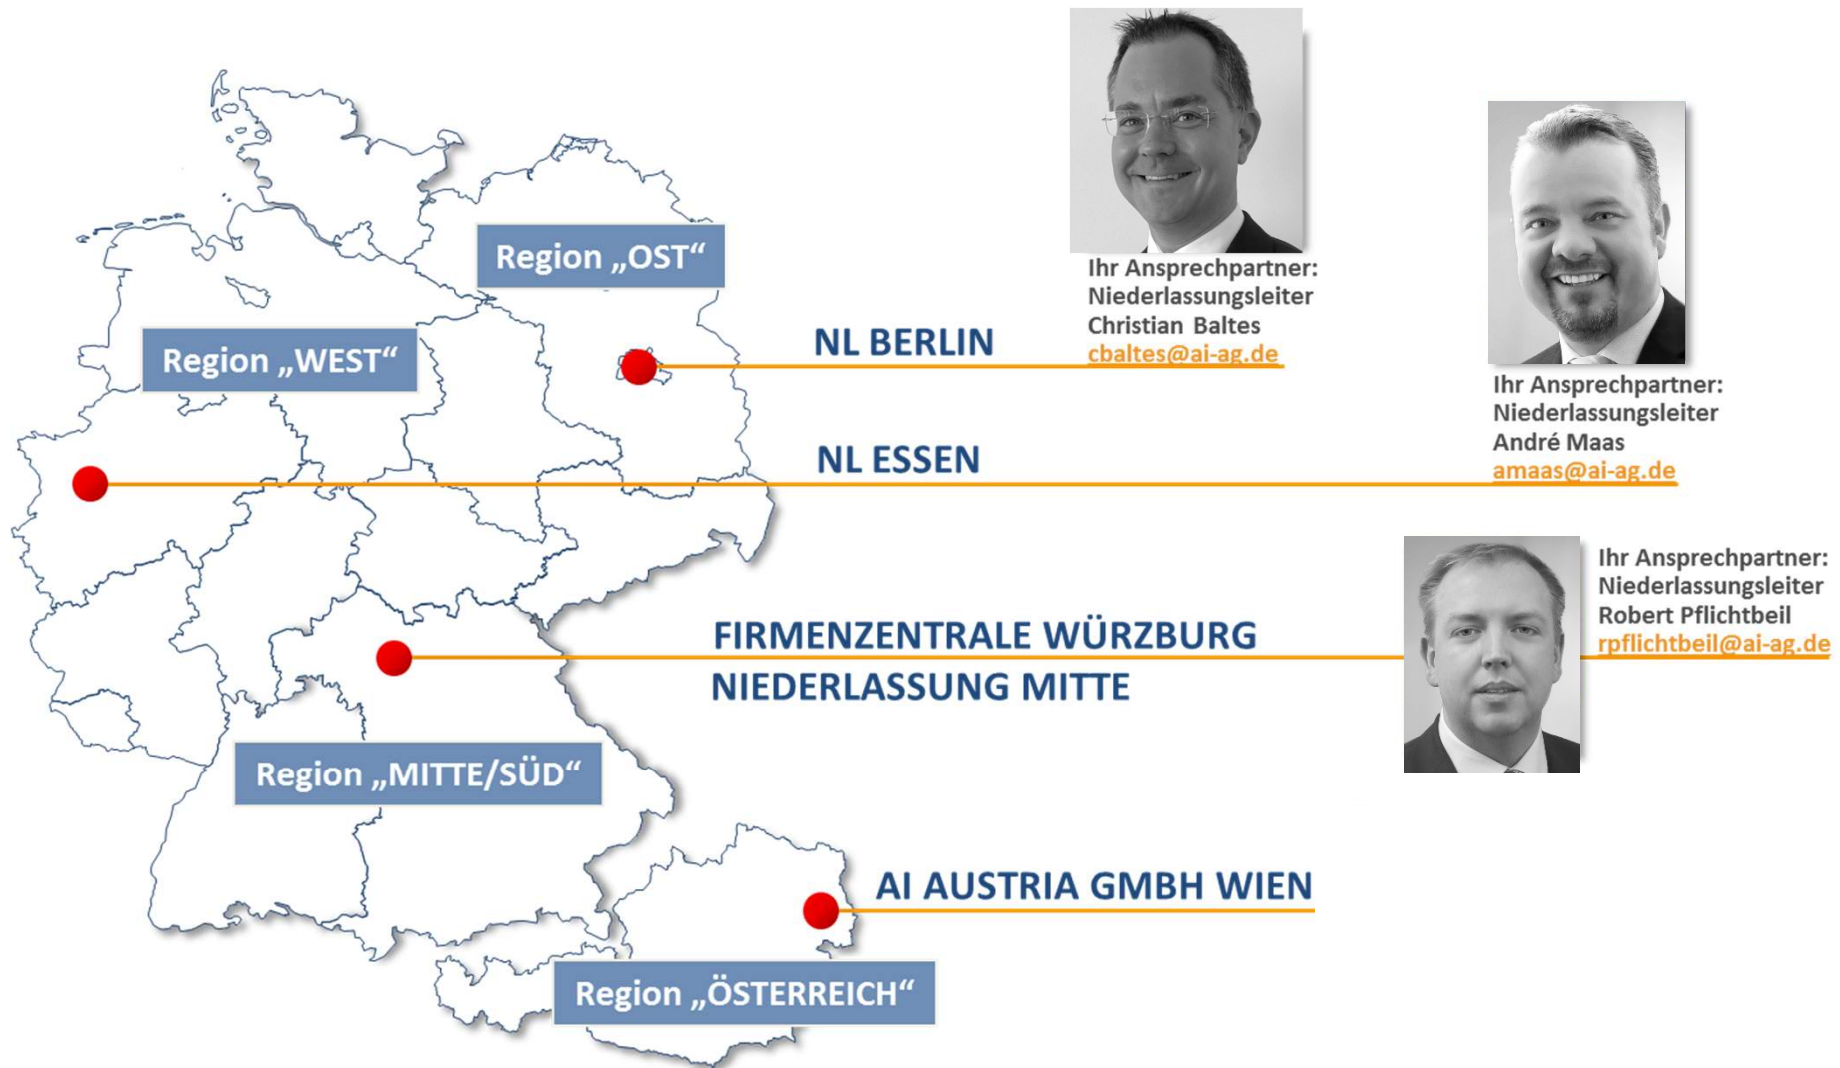 Ihr Ansprechpartner:
Niederlassungsleiter
Christian Baltes
cbaltes@ai-ag.de
Region „OST“
NL BERLIN
Region „WEST“
Ihr Ansprechpartner:
Niederlassungsleiter
André Maas
amaas@ai-ag.de
NL ESSEN
Ihr Ansprechpartner:
Niederlassungsleiter
Robert Pflichtbeil
rpflichtbeil@ai-ag.de
FIRMENZENTRALE WÜRZBURG
NIEDERLASSUNG MITTE
Region „MITTE/SÜD“
AI AUSTRIA GMBH WIEN
Region „ÖSTERREICH“